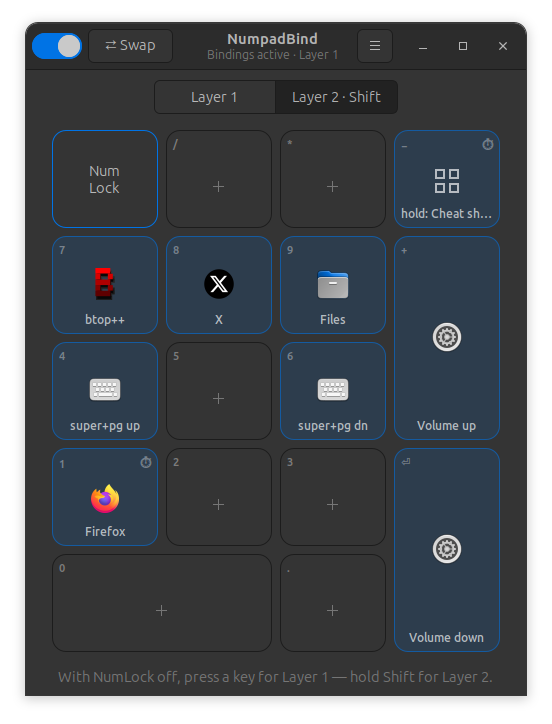 ⇄ Swap
NumpadBind
Bindings active · Layer 1
Layer 1
Layer 2 · Shift
Num
Lock
/
*
−
hold: Cheat sh…
7
btop++
8
X
9
Files
+
Volume up
4
super+pg up
5
6
super+pg dn
1
Firefox
2
3
⏎
Volume down
0
.
With NumLock off, press a key for Layer 1 — hold Shift for Layer 2.